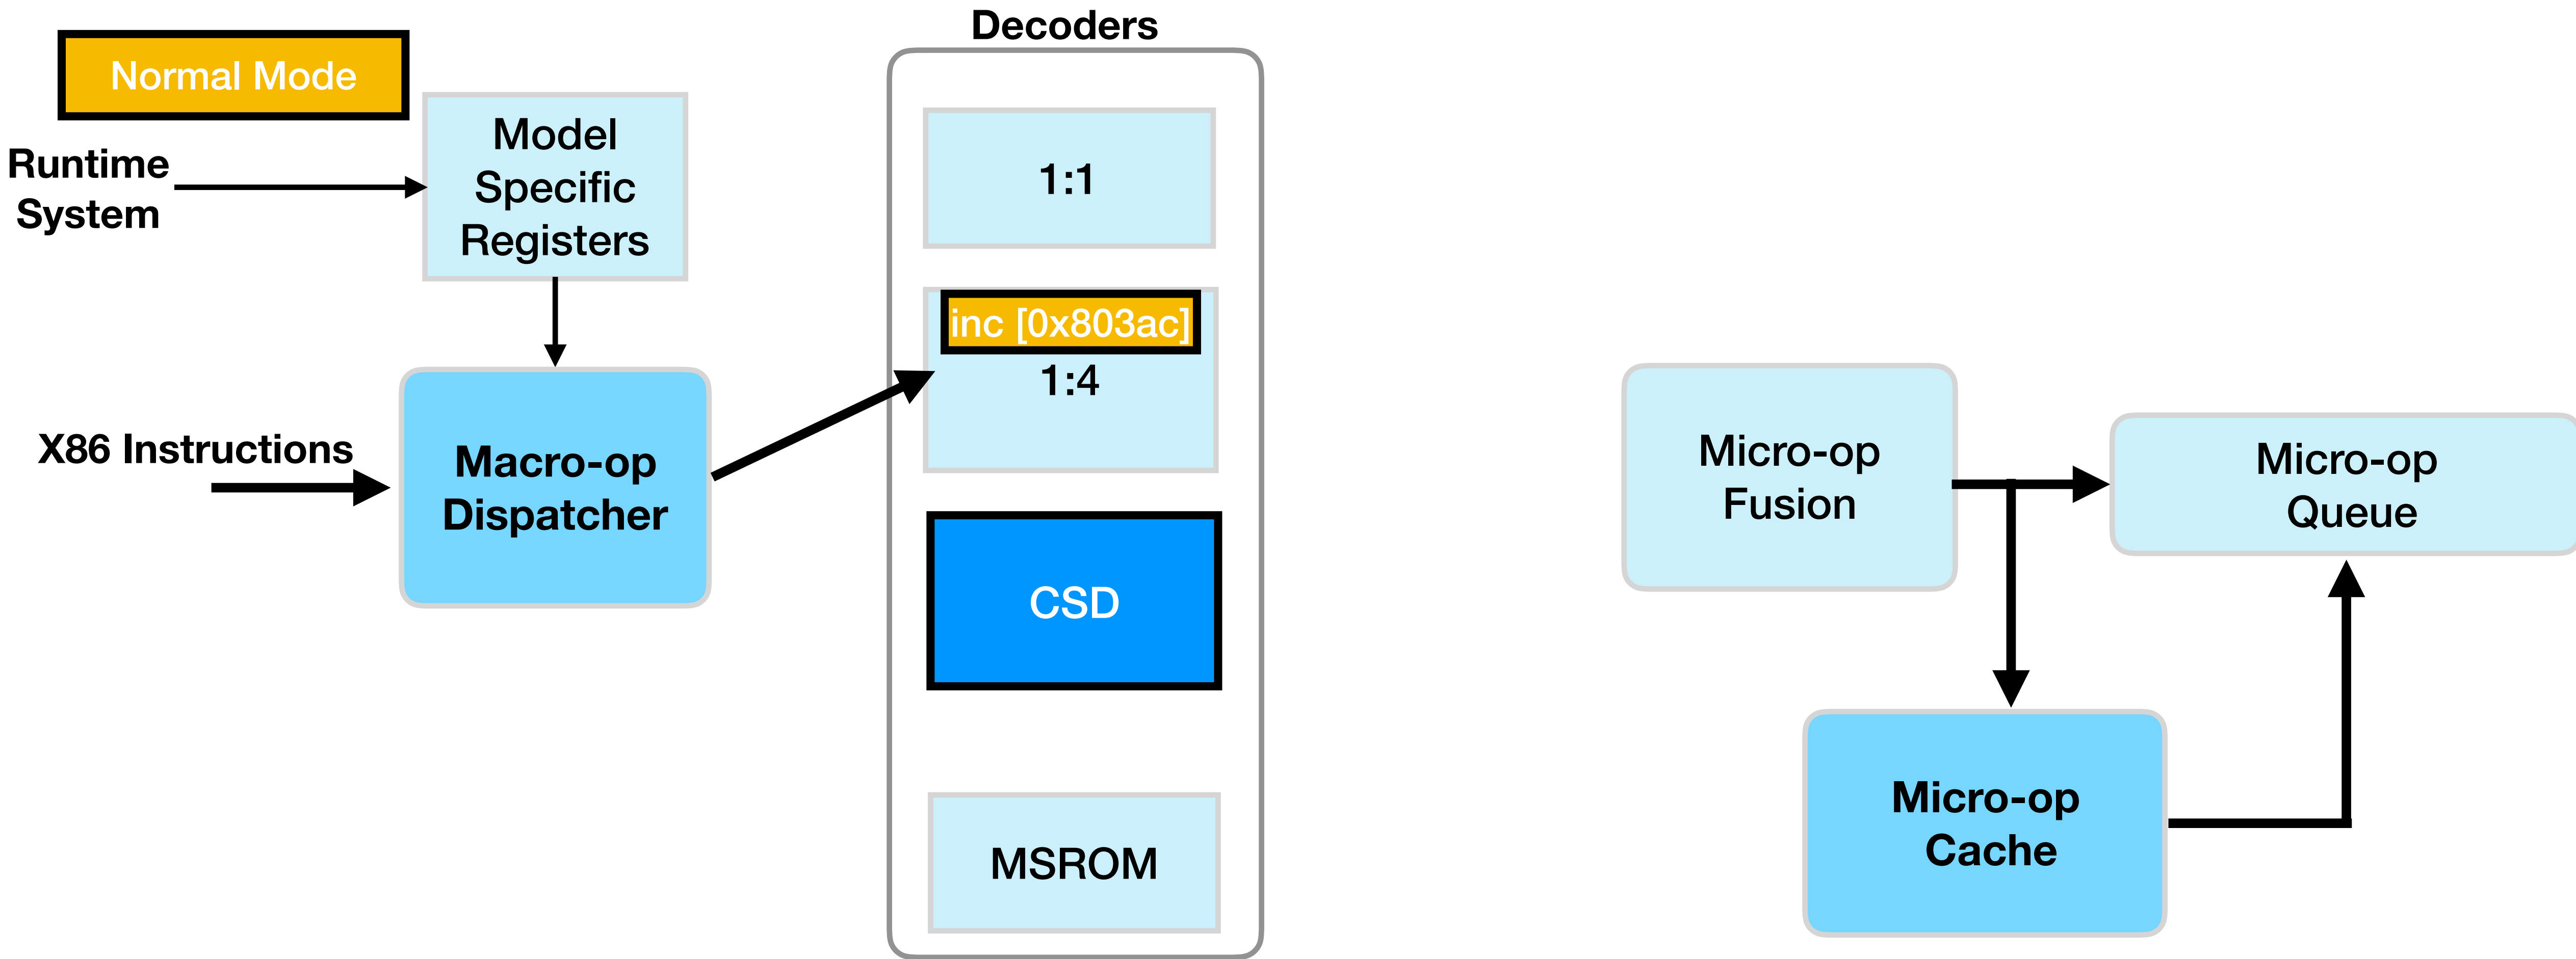 Decoders
Normal Mode
Model
Specific
Registers
Runtime
System
1:1
inc [0x803ac]
1:4
X86 Instructions
Macro-op
Dispatcher
CSD
MSROM
Micro-op
Fusion
Micro-op
Queue
Micro-op
Cache